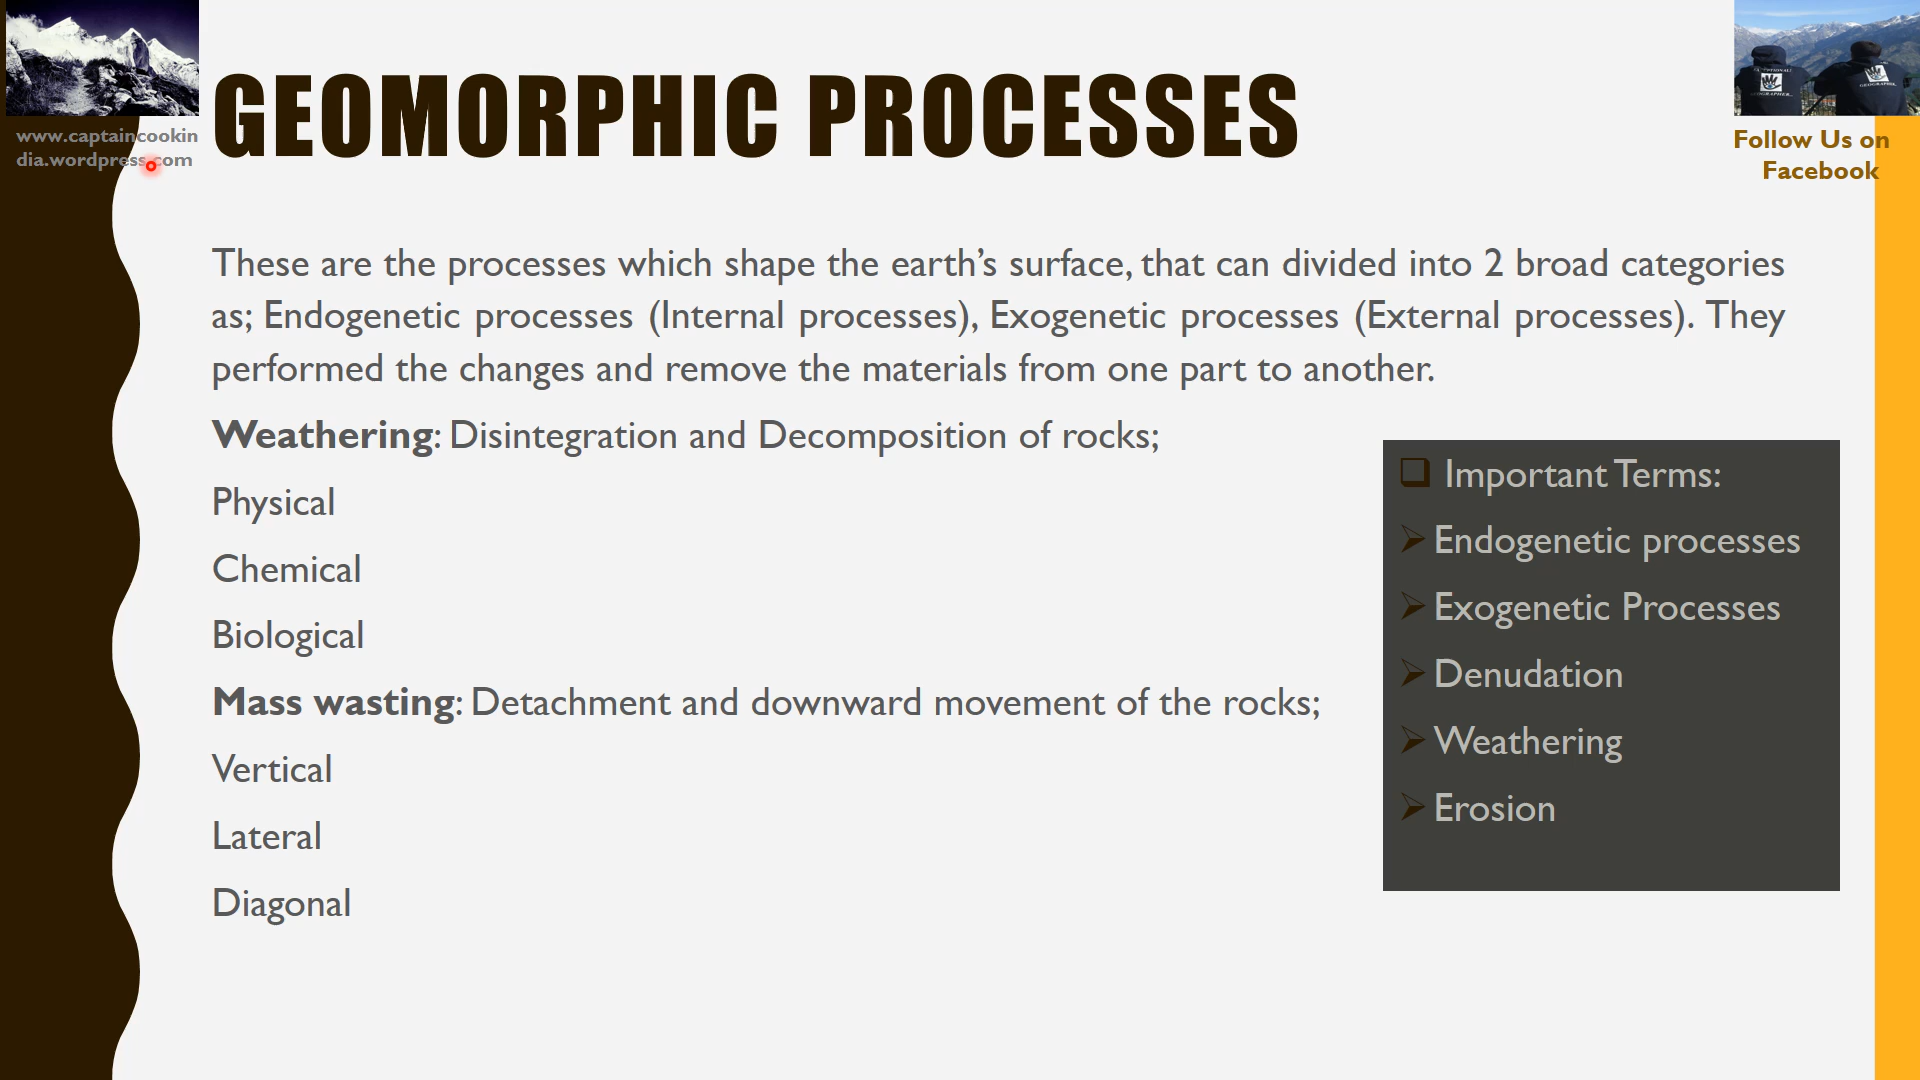 www.captaincookin
dia.wordpress.com
GEOMORPHIC PROCESSES
Follow Us on
Facebook
These are the processes which shape the earth’s surface, that can divided into 2 broad categories
as; Endogenetic processes (Internal processes), Exogenetic processes (External processes). They
performed the changes and remove the materials from one part to another.
Weathering: Disintegration and Decomposition of rocks;
Physical
Chemical
Biological
Mass wasting: Detachment and downward movement of the rocks;
Vertical
Lateral
Diagonal
Important Terms:
Endogenetic processes
Exogenetic Processes
Denudation
Weathering
Erosion